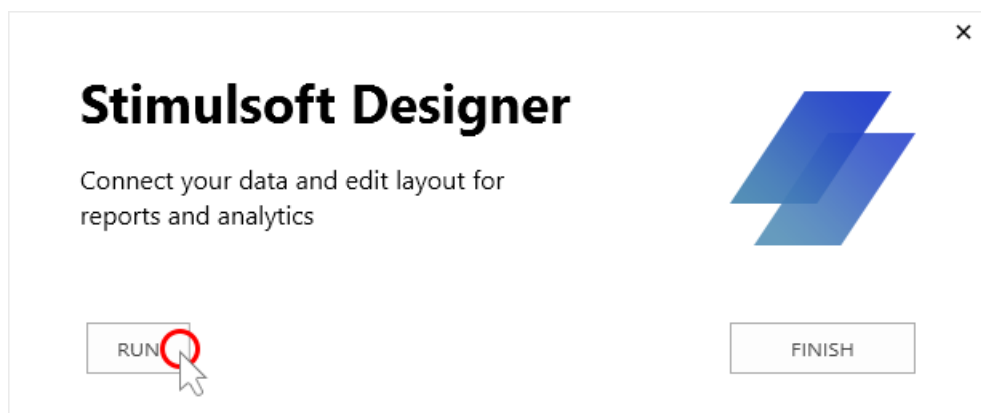 Stimulsoft Designer
Connect your data and edit layout for
reports and analytics
RUN
FINISH